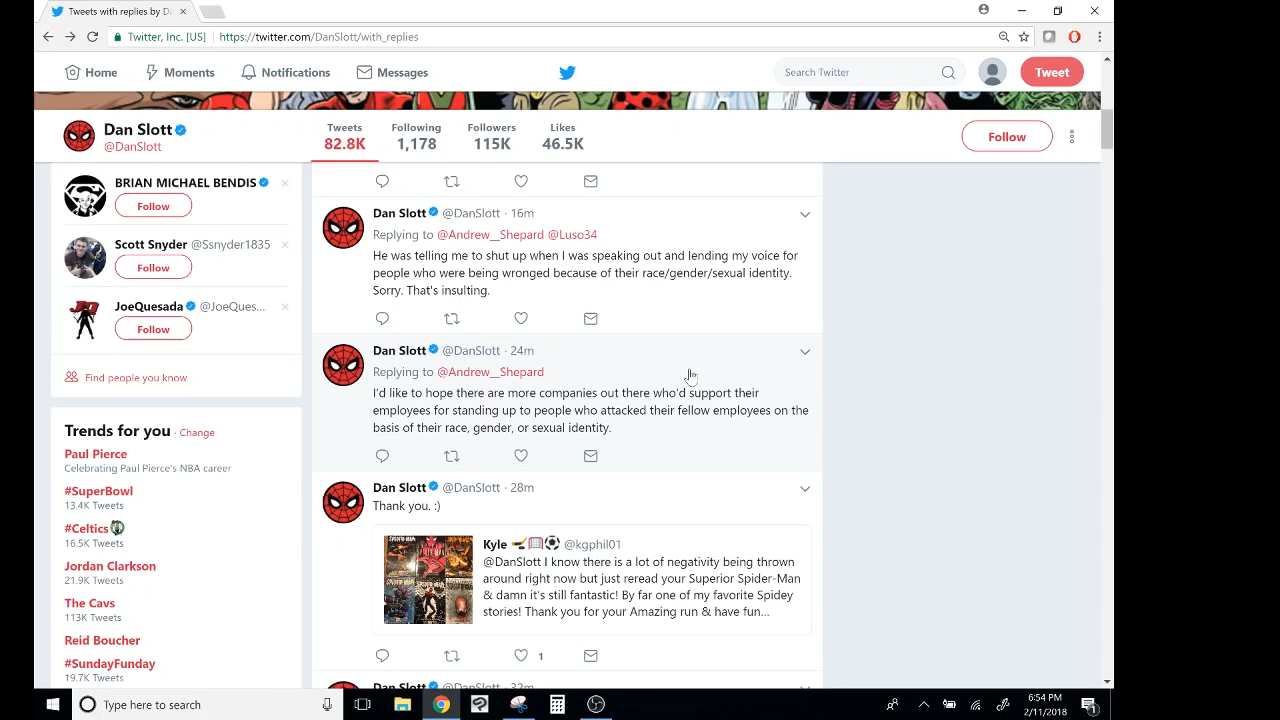 Tweets with replies by Da
Twitter, Inc. [US]
https://twitter.com/DanSlott/with_replies
Home
Moments
Notifications
Messages
Search Twitter
Tweet
Dan Slott
@DanSlott
Tweets
82.8K
Following
1,178
Followers
115K
Likes
46.5K
Follow
BRIAN MICHAEL BENDIS
Follow
Scott Snyder @Ssnyder1835
Follow
JoeQuesada @JoeQues...
Follow
Find people you know
Trends for you · Change
Paul Pierce
Celebrating Paul Pierce's NBA career
#SuperBowl
13.4K Tweets
#Celtics
16.5K Tweets
Jordan Clarkson
21.9K Tweets
The Cavs
113K Tweets
Reid Boucher
#SundayFunday
19.7K Tweets
Dan Slott @DanSlott · 16m
Replying to @Andrew__Shepard @Luso34
He was telling me to shut up when I was speaking out and lending my voice for
people who were being wronged because of their race/gender/sexual identity.
Sorry. That's insulting.
Dan Slott @DanSlott · 24m
Replying to @Andrew__Shepard
I'd like to hope there are more companies out there who'd support their
employees for standing up to people who attacked their fellow employees on the
basis of their race, gender, or sexual identity.
Dan Slott @DanSlott · 28m
Thank you. :)
Kyle @kgphil01
@DanSlott I know there is a lot of negativity being thrown
around right now but just reread your Superior Spider-Man
& damn it's still fantastic! By far one of my favorite Spidey
stories! Thank you for your Amazing run & have fun...
1
Dan Slott @DanSlott · 32m
Type here to search
6:54 PM
2/11/2018
1